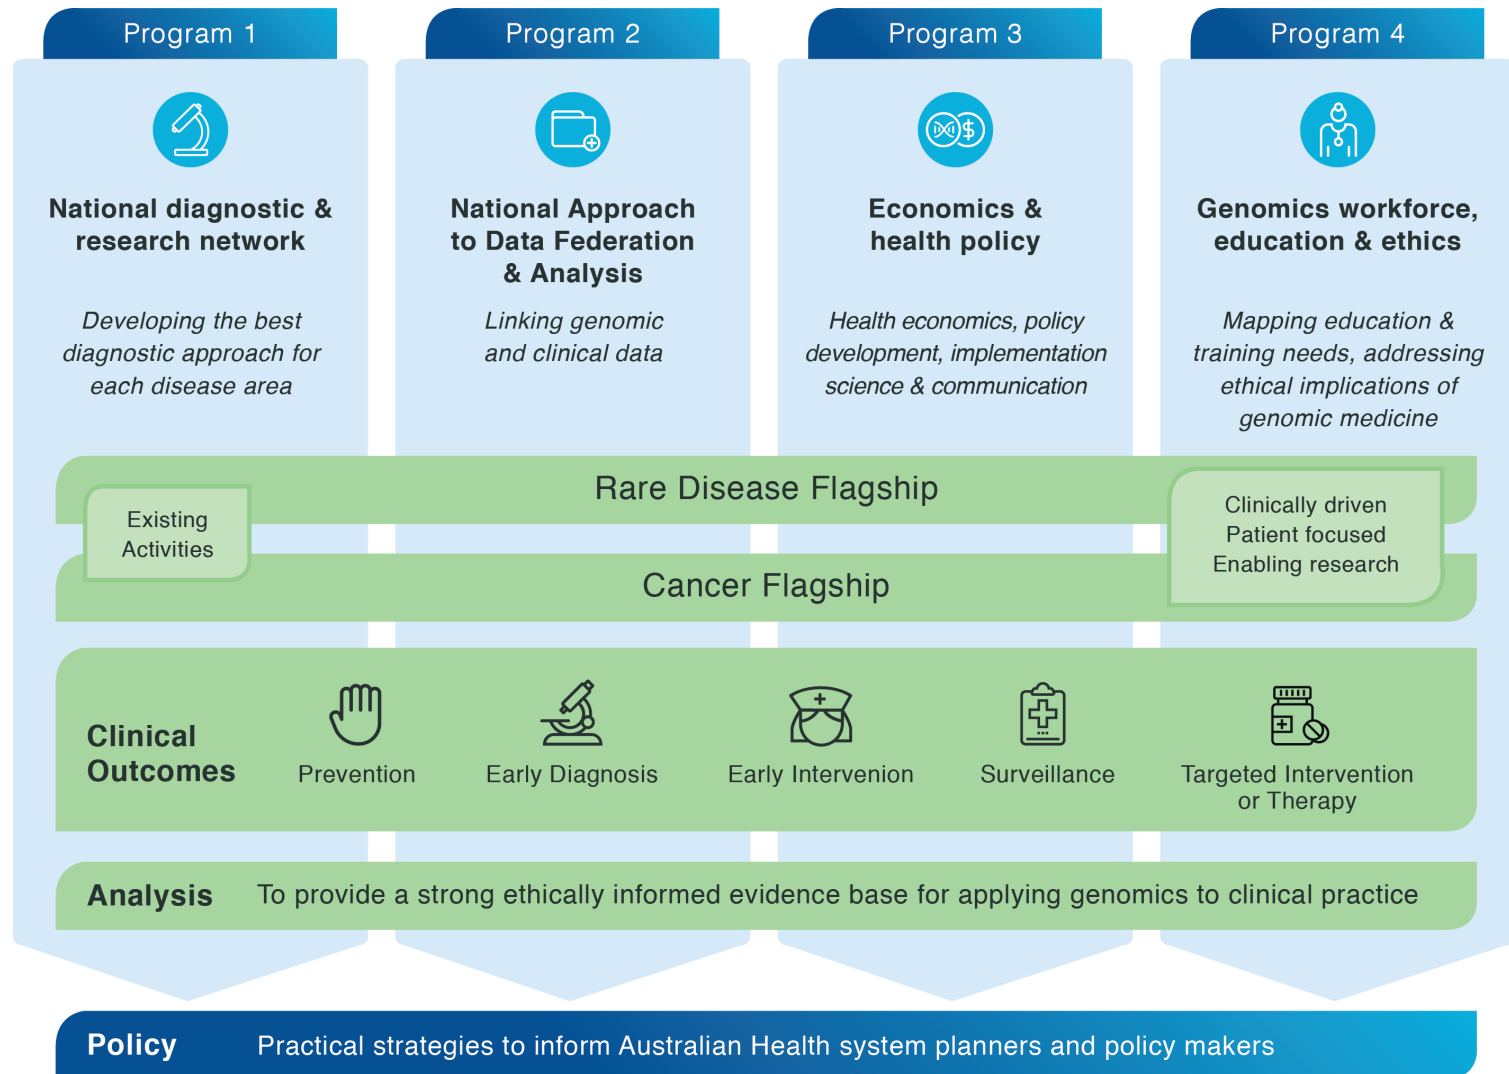 Program 1
Program 2
Program 3
Program 4
National diagnostic &
research network
Developing the best
diagnostic approach for
each disease area
National Approach
to Data Federation
& Analysis
Linking genomic
and clinical data
$
Economics &
health policy
Health economics, policy
development, implementation
science & communication
Genomics workforce,
education & ethics
Mapping education &
training needs, addressing
ethical implications of
genomic medicine
Rare Disease Flagship
Existing
Activities
Clinically driven
Patient focused
Enabling research
Cancer Flagship
Clinical
Outcomes
Prevention
Early Diagnosis
Early Intervenion
Surveillance
Targeted Intervention
or Therapy
Analysis
To provide a strong ethically informed evidence base for applying genomics to clinical practice
Policy
Practical strategies to inform Australian Health system planners and policy makers